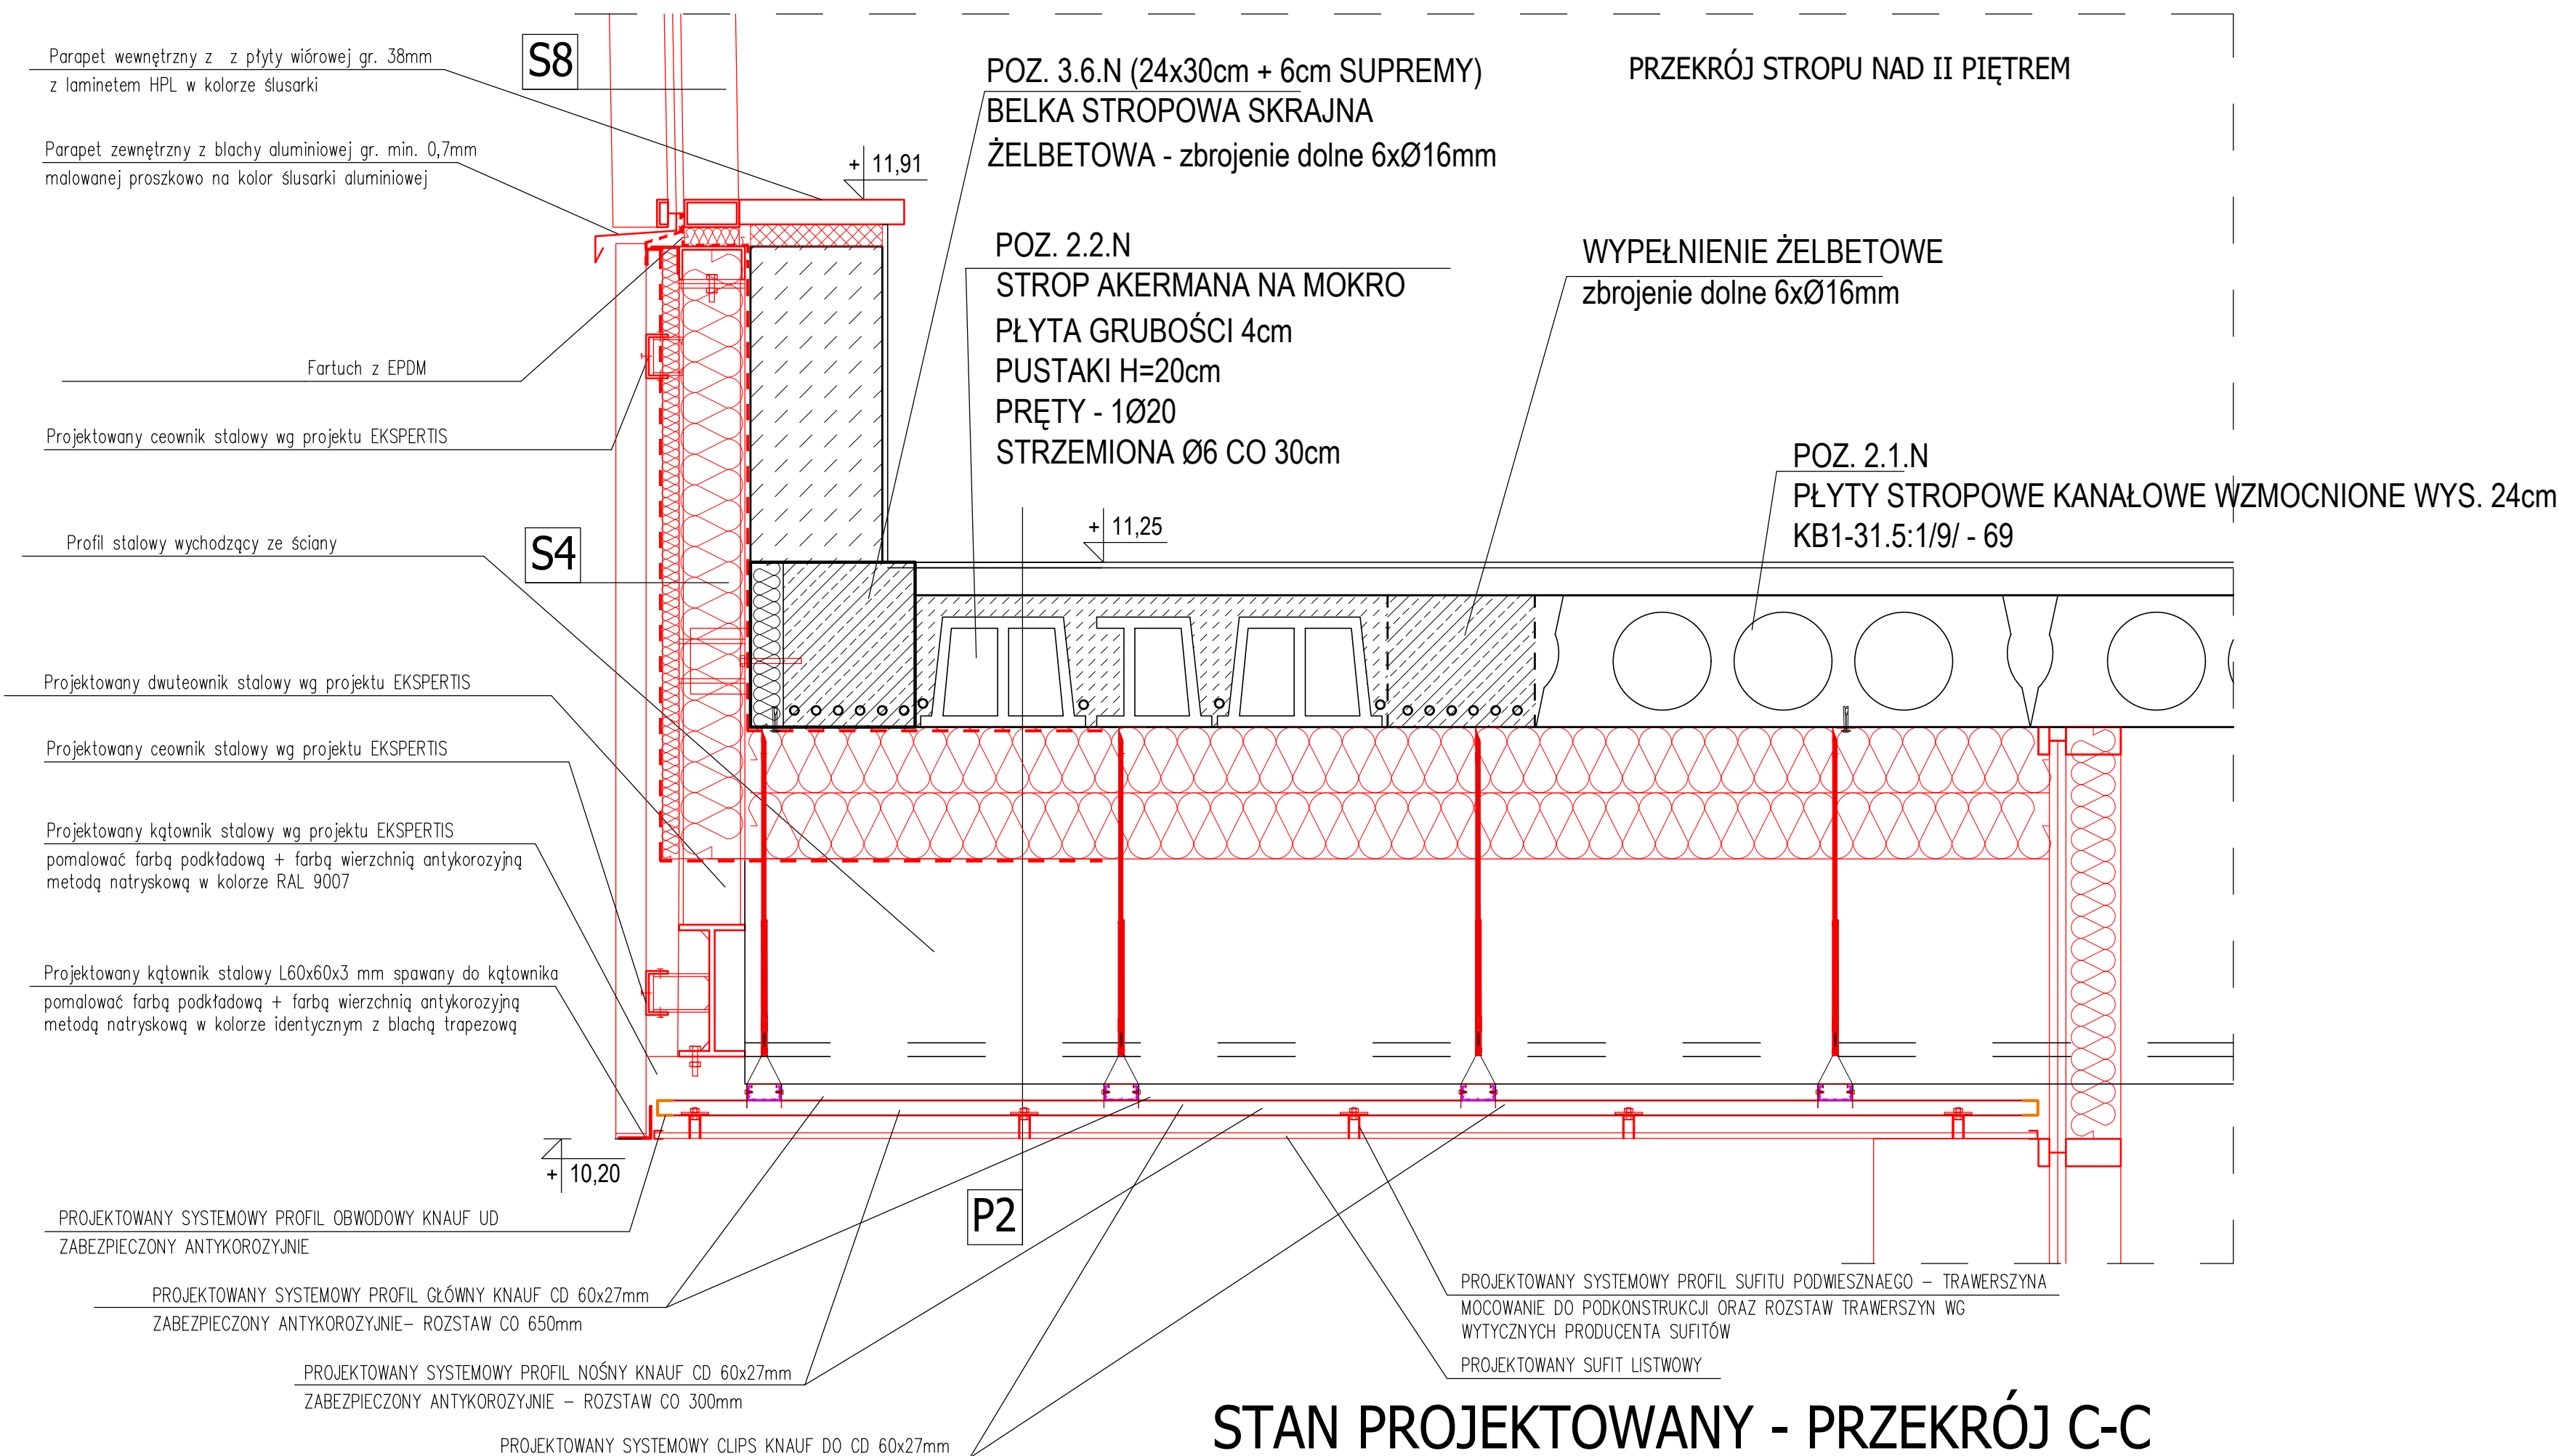 Parapet wewnętrzny z z płyty wiórowej gr. 38mm
z laminetem HPL w kolorze ślusarki
Parapet zewnętrzny z blachy aluminiowej gr. min. 0,7mm
malowanej proszkowo na kolor ślusarki aluminiowej
Fartuch z EPDM
Projektowany ceownik stalowy wg projektu EKSPERTIS
Profil stalowy wychodzący ze ściany
Projektowany dwuteownik stalowy wg projektu EKSPERTIS
Projektowany ceownik stalowy wg projektu EKSPERTIS
Projektowany kątownik stalowy wg projektu EKSPERTIS
pomalować farbą podkładową + farbą wierzchnią antykorozyjną
metodą natryskową w kolorze RAL 9007
Projektowany kątownik stalowy L60x60x3 mm spawany do kątownika
pomalować farbą podkładową + farbą wierzchnią antykorozyjną
metodą natryskową w kolorze identycznym z blachą trapezową
S8
S4
+ 11,91
POZ. 3.6.N (24x30cm + 6cm SUPREMY)
BELKA STROPOWA SKRAJNA
ŻELBETOWA - zbrojenie dolne 6xØ16mm
PRZEKRÓJ STROPU NAD II PIĘTREM
POZ. 2.2.N
STROP AKERMANA NA MOKRO
PŁYTA GRUBOŚCI 4cm
PUSTAKI H=20cm
PRĘTY - 1Ø20
STRZEMIONA Ø6 CO 30cm
WYPEŁNIENIE ŻELBETOWE
zbrojenie dolne 6xØ16mm
POZ. 2.1.N
PŁYTY STROPOWE KANAŁOWE WZMOCNIONE WYS. 24cm
KB1-31.5:1/9/ - 69
+ 11,25
+ 10,20
P2
PROJEKTOWANY SYSTEMOWY PROFIL OBWODOWY KNAUF UD
ZABEZPIECZONY ANTYKOROZYJNIE
PROJEKTOWANY SYSTEMOWY PROFIL GŁÓWNY KNAUF CD 60x27mm
ZABEZPIECZONY ANTYKOROZYJNIE- ROZSTAW CO 650mm
PROJEKTOWANY SYSTEMOWY PROFIL NOŚNY KNAUF CD 60x27mm
ZABEZPIECZONY ANTYKOROZYJNIE - ROZSTAW CO 300mm
PROJEKTOWANY SYSTEMOWY CLIPS KNAUF DO CD 60x27mm
PROJEKTOWANY SYSTEMOWY PROFIL SUFITU PODWIESZNAEGO - TRAWERSZYNA
MOCOWANIE DO PODKONSTRUKCJI ORAZ ROZSTAW TRAWERSZYN WG
WYTYCZNYCH PRODUCENTA SUFITÓW
PROJEKTOWANY SUFIT LISTWOWY
STAN PROJEKTOWANY - PRZEKRÓJ C-C